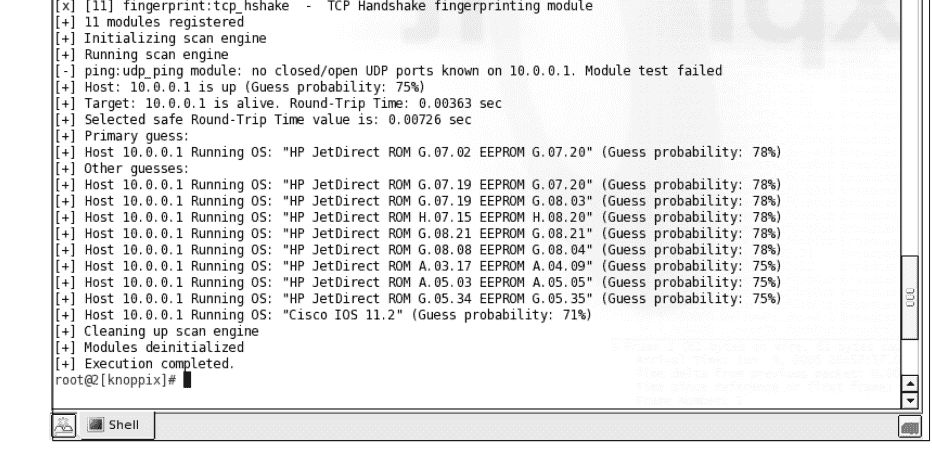 [x] [11] fingerprint:tcp_hshake  -  TCP Handshake fingerprinting module
[+] 11 modules registered
[+] Initializing scan engine
[+] Running scan engine
[-] ping:udp_ping module: no closed/open UDP ports known on 10.0.0.1. Module test failed
[+] Host: 10.0.0.1 is up (Guess probability: 75%)
[+] Target: 10.0.0.1 is alive. Round-Trip Time: 0.00363 sec
[+] Selected safe Round-Trip Time value is: 0.00726 sec
[+] Primary guess:
[+] Host 10.0.0.1 Running OS: "HP JetDirect ROM G.07.02 EEPROM G.07.20" (Guess probability: 78%)
[+] Other guesses:
[+] Host 10.0.0.1 Running OS: "HP JetDirect ROM G.07.19 EEPROM G.07.20" (Guess probability: 78%)
[+] Host 10.0.0.1 Running OS: "HP JetDirect ROM G.07.19 EEPROM G.08.03" (Guess probability: 78%)
[+] Host 10.0.0.1 Running OS: "HP JetDirect ROM H.07.15 EEPROM H.08.20" (Guess probability: 78%)
[+] Host 10.0.0.1 Running OS: "HP JetDirect ROM G.08.21 EEPROM G.08.21" (Guess probability: 78%)
[+] Host 10.0.0.1 Running OS: "HP JetDirect ROM G.08.08 EEPROM G.08.04" (Guess probability: 78%)
[+] Host 10.0.0.1 Running OS: "HP JetDirect ROM A.03.17 EEPROM A.04.09" (Guess probability: 75%)
[+] Host 10.0.0.1 Running OS: "HP JetDirect ROM A.05.03 EEPROM A.05.05" (Guess probability: 75%)
[+] Host 10.0.0.1 Running OS: "HP JetDirect ROM G.05.34 EEPROM G.05.35" (Guess probability: 75%)
[+] Host 10.0.0.1 Running OS: "Cisco IOS 11.2" (Guess probability: 71%)
[+] Cleaning up scan engine
[+] Modules deinitialized
[+] Execution completed.
root@2[knoppix]#
Shell